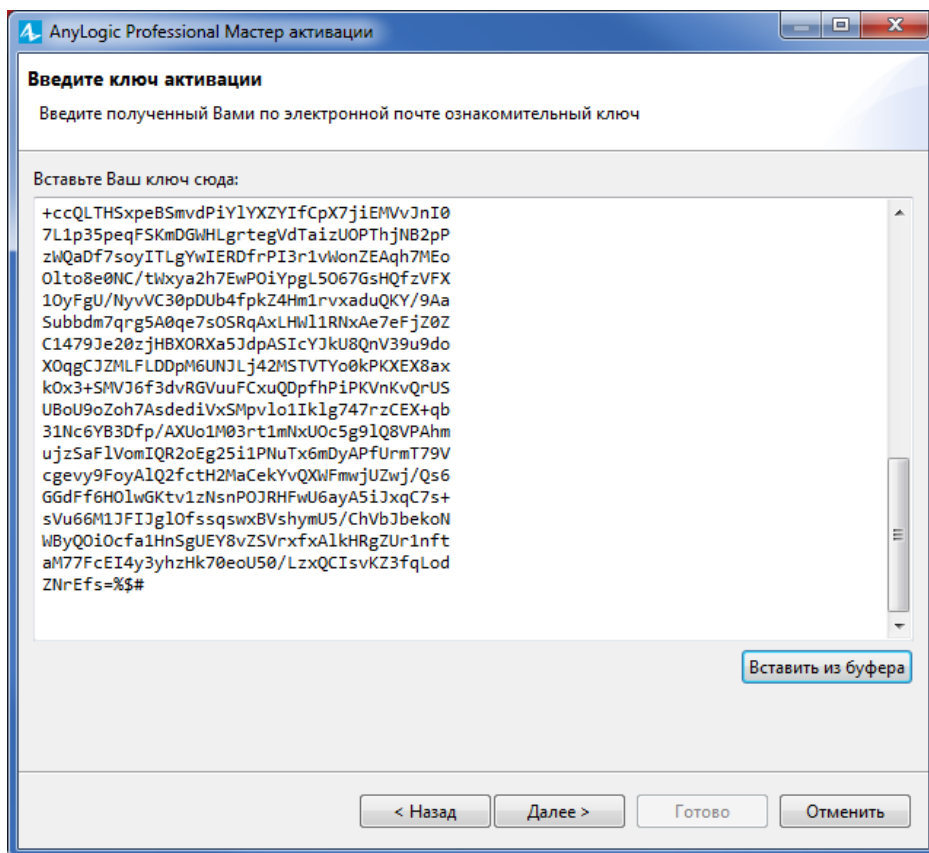 AnyLogic Professional Мастер активации
Введите ключ активации
Введите полученный Вами по электронной почте ознакомительный ключ
Вставьте Ваш ключ сюда:
+ccQLTHSxpeBSmvdPiYlYXZYIfCpX7jiEMVvJnI0
7L1p35peqFSKmDGWHLgrtegVdTaizUOPThjNB2pP
zWQaDf7soyITLgYwIERDfrPI3r1vWonZEAqh7MEo
Olto8e0NC/tWxya2h7EwPOiYpgL5O67GsHQfzVFX
1OyFgU/NyvVC30pDUb4fpkZ4Hm1rvxaduQKY/9Aa
Subbdm7qrg5A0qe7sOSRqAxLHWl1RNxAe7eFjZ0Z
C1479Je20zjHBXORXa5JdpASIcYJkU8QnV39u9do
XOqgCJZMLFLDDpM6UNJLj42MSTVTYo0kPKXEX8ax
kOx3+SMVJ6f3dvRGVuuFCxuQDpfhPiPKVnKvQrUS
UBoU9oZoh7AsdediVxSMpvlo1Iklg747rzCEX+qb
31Nc6YB3Dfp/AXUo1M03rt1mNxUOc5g9lQ8VPAhm
ujzSaFlVomIQR2oEg25i1PNuTx6mDyAPfUrmT79V
cgevy9FoyAlQ2fctH2MaCekYvQXWFmwjUZwj/Qs6
GGdFf6HOlwGKtv1zNsnPOJRHFwU6ayA5iJxqC7s+
sVu66M1JFIJglOfssqswxBVshymU5/ChVbJbekoN
WByQOiOcfa1HnSgUEY8vZSVrxfxAlkHRgZUr1nft
aM77FcEI4y3yhzHk70eoU50/LzxQCIsvKZ3fqLod
ZNrEfs=%$#
Вставить из буфера
< Назад
Далее >
Готово
Отменить